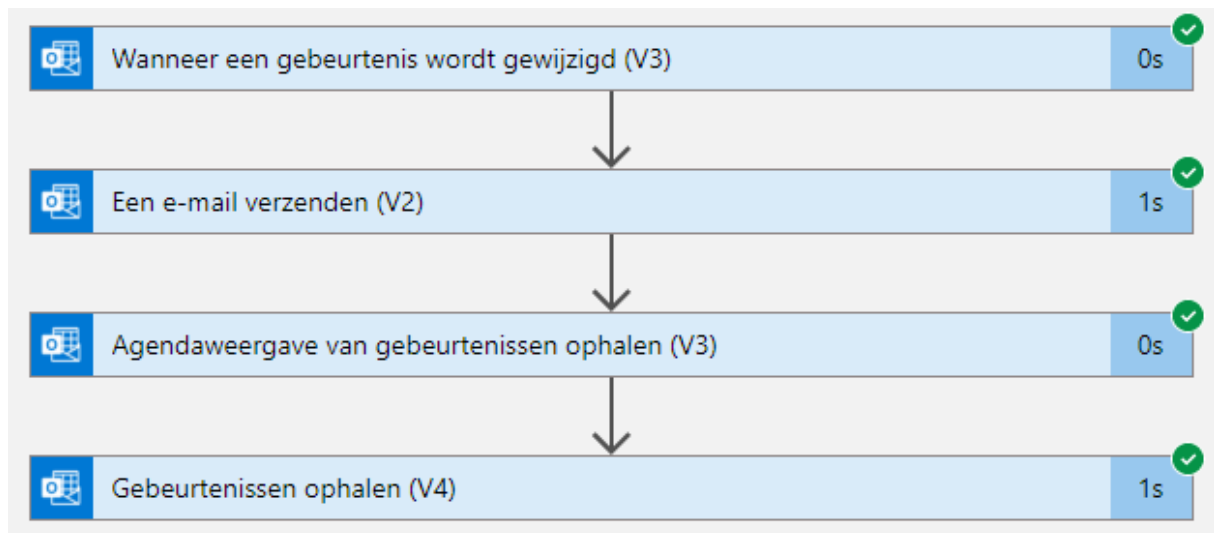 Wanneer een gebeurtenis wordt gewijzigd (V3) 0s
Een e-mail verzenden (V2) 1s
Agendaweergave van gebeurtenissen ophalen (V3) 0s
Gebeurtenissen ophalen (V4) 1s